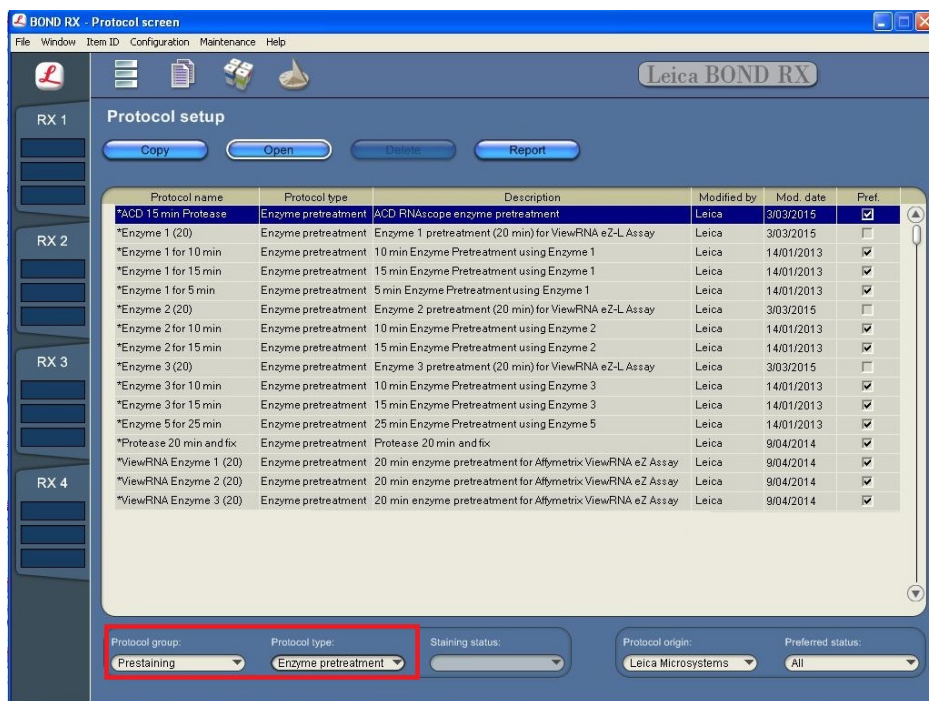 BOND RX - Protocol screen
File Window Item ID Configuration Maintenance Help
Leica BOND RX
RX 1
RX 2
RX 3
RX 4
Protocol setup
Copy Open Delete Report
Protocol name Protocol type Description Modified by Mod. date Pref.
*ACD 15 min Protease Enzyme pretreatment ACD RNAscope enzyme pretreatment Leica 3/03/2015
*Enzyme 1 (20) Enzyme pretreatment Enzyme 1 pretreatment (20 min) for ViewRNA eZ-L Assay Leica 3/03/2015
*Enzyme 1 for 10 min Enzyme pretreatment 10 min Enzyme Pretreatment using Enzyme 1 Leica 14/01/2013
*Enzyme 1 for 15 min Enzyme pretreatment 15 min Enzyme Pretreatment using Enzyme 1 Leica 14/01/2013
*Enzyme 1 for 5 min Enzyme pretreatment 5 min Enzyme Pretreatment using Enzyme 1 Leica 14/01/2013
*Enzyme 2 (20) Enzyme pretreatment Enzyme 2 pretreatment (20 min) for ViewRNA eZ-L Assay Leica 3/03/2015
*Enzyme 2 for 10 min Enzyme pretreatment 10 min Enzyme Pretreatment using Enzyme 2 Leica 14/01/2013
*Enzyme 2 for 15 min Enzyme pretreatment 15 min Enzyme Pretreatment using Enzyme 2 Leica 14/01/2013
*Enzyme 3 (20) Enzyme pretreatment Enzyme 3 pretreatment (20 min) for ViewRNA eZ-L Assay Leica 3/03/2015
*Enzyme 3 for 10 min Enzyme pretreatment 10 min Enzyme Pretreatment using Enzyme 3 Leica 14/01/2013
*Enzyme 3 for 15 min Enzyme pretreatment 15 min Enzyme Pretreatment using Enzyme 3 Leica 14/01/2013
*Enzyme 5 for 25 min Enzyme pretreatment 25 min Enzyme Pretreatment using Enzyme 5 Leica 14/01/2013
*Protease 20 min and fix Enzyme pretreatment Protease 20 min and fix Leica 9/04/2014
*ViewRNA Enzyme 1 (20) Enzyme pretreatment 20 min enzyme pretreatment for Affymetrix ViewRNA eZ Assay Leica 9/04/2014
*ViewRNA Enzyme 2 (20) Enzyme pretreatment 20 min enzyme pretreatment for Affymetrix ViewRNA eZ Assay Leica 9/04/2014
*ViewRNA Enzyme 3 (20) Enzyme pretreatment 20 min enzyme pretreatment for Affymetrix ViewRNA eZ Assay Leica 9/04/2014
Protocol group: Protocol type: Staining status: Protocol origin: Preferred status:
Prestaining Enzyme pretreatment Leica Microsystems All